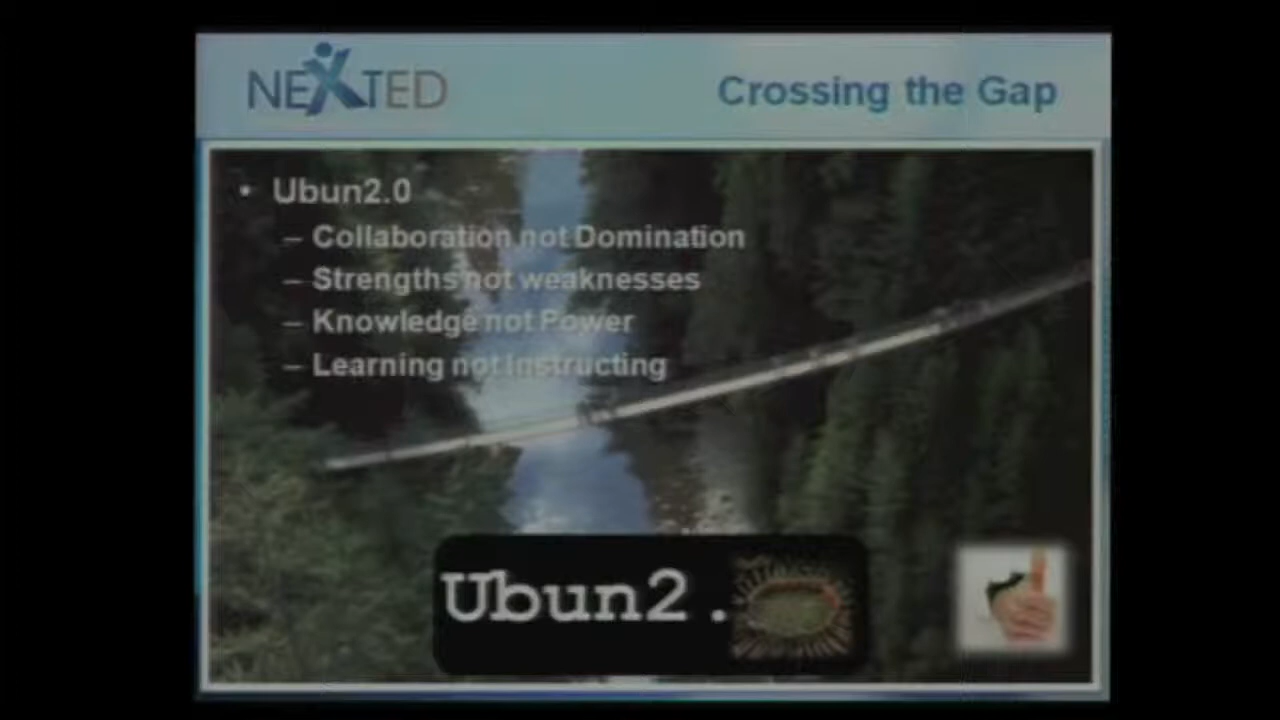 NEXTED
Crossing the Gap
• Ubun2.0
– Collaboration not Domination
– Strengths not weaknesses
– Knowledge not Power
– Learning not Instructing
Ubun2.